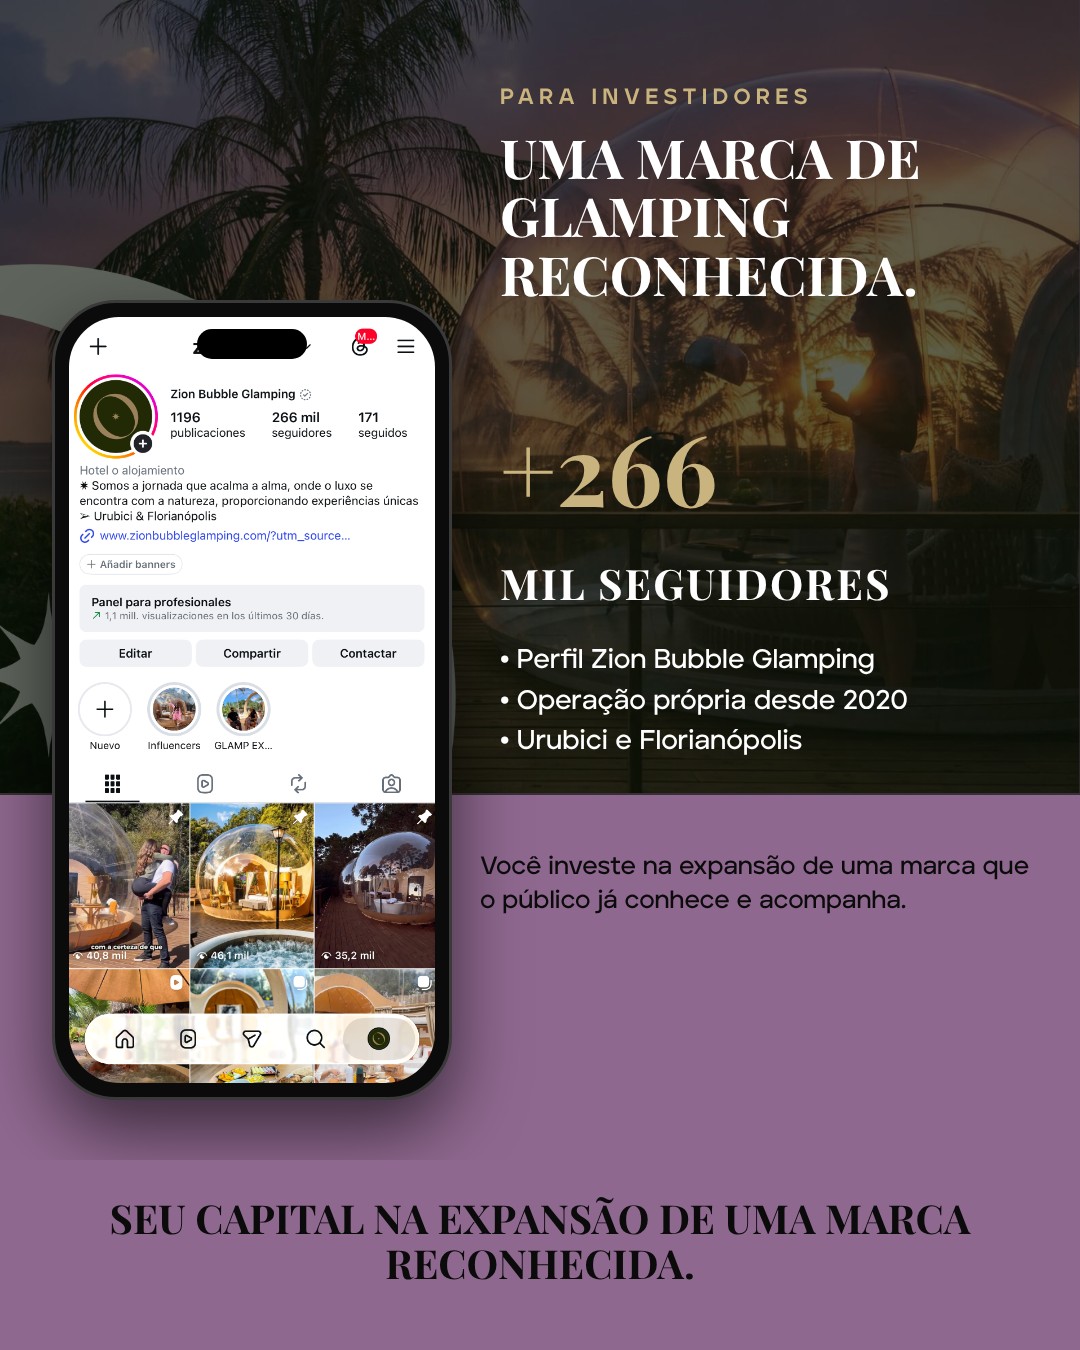 PARA INVESTIDORES
UMA MARCA DE
GLAMPING
RECONHECIDA.
+266
MIL SEGUIDORES
• Perfil Zion Bubble Glamping
• Operação própria desde 2020
• Urubici e Florianópolis
M...
Zion Bubble Glamping
1196 266 mil 171
publicaciones seguidores seguidos
Hotel o alojamiento
✷ Somos a jornada que acalma a alma, onde o luxo se
encontra com a natureza, proporcionando experiências únicas
➢ Urubici & Florianópolis
www.zionbubbleglamping.com/?utm_source...
+ Añadir banners
Panel para profesionales
1,1 mill. visualizaciones en los últimos 30 días.
Editar Compartir Contactar
Nuevo Influencers GLAMP EX...
com a certeza de que
40,8 mil 46,1 mil 35,2 mil
Você investe na expansão de uma marca que
o público já conhece e acompanha.
SEU CAPITAL NA EXPANSÃO DE UMA MARCA
RECONHECIDA.